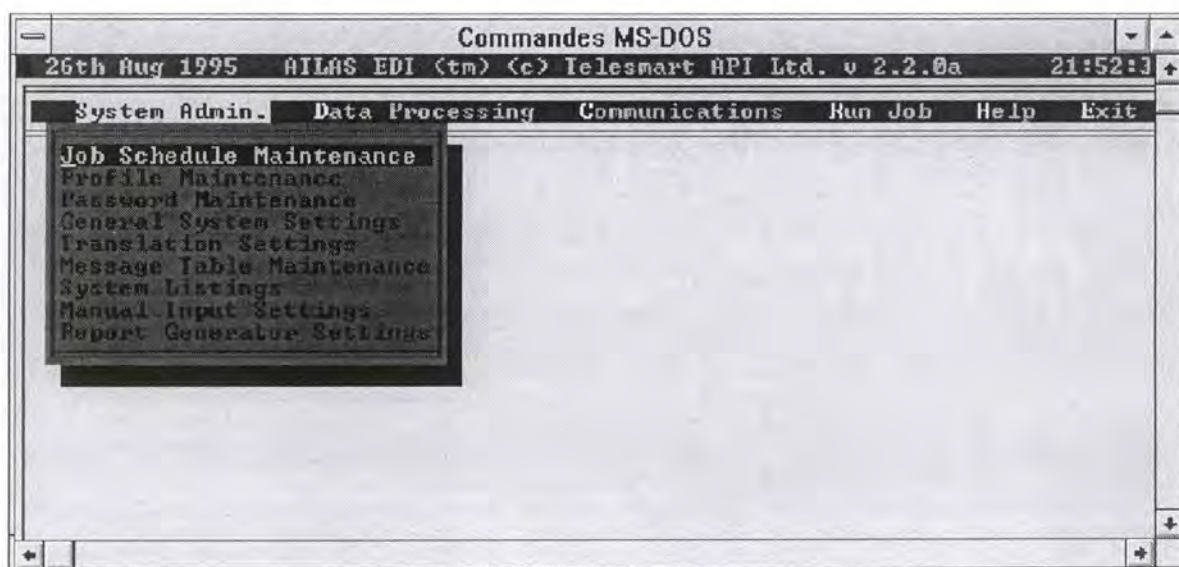 Commandes MS-DOS
26th Aug 1995 AILAS EDI (tm) (c) Telesmart API Ltd. v 2.2.0a 21:52:3
System Admin. Data Processing Communications Run Job Help Exit
Job Schedule Maintenance
Profile Maintenance
Password Maintenance
General System Settings
Translation Settings
Message Table Maintenance
System Listings
Manual Input Settings
Report Generator Settings